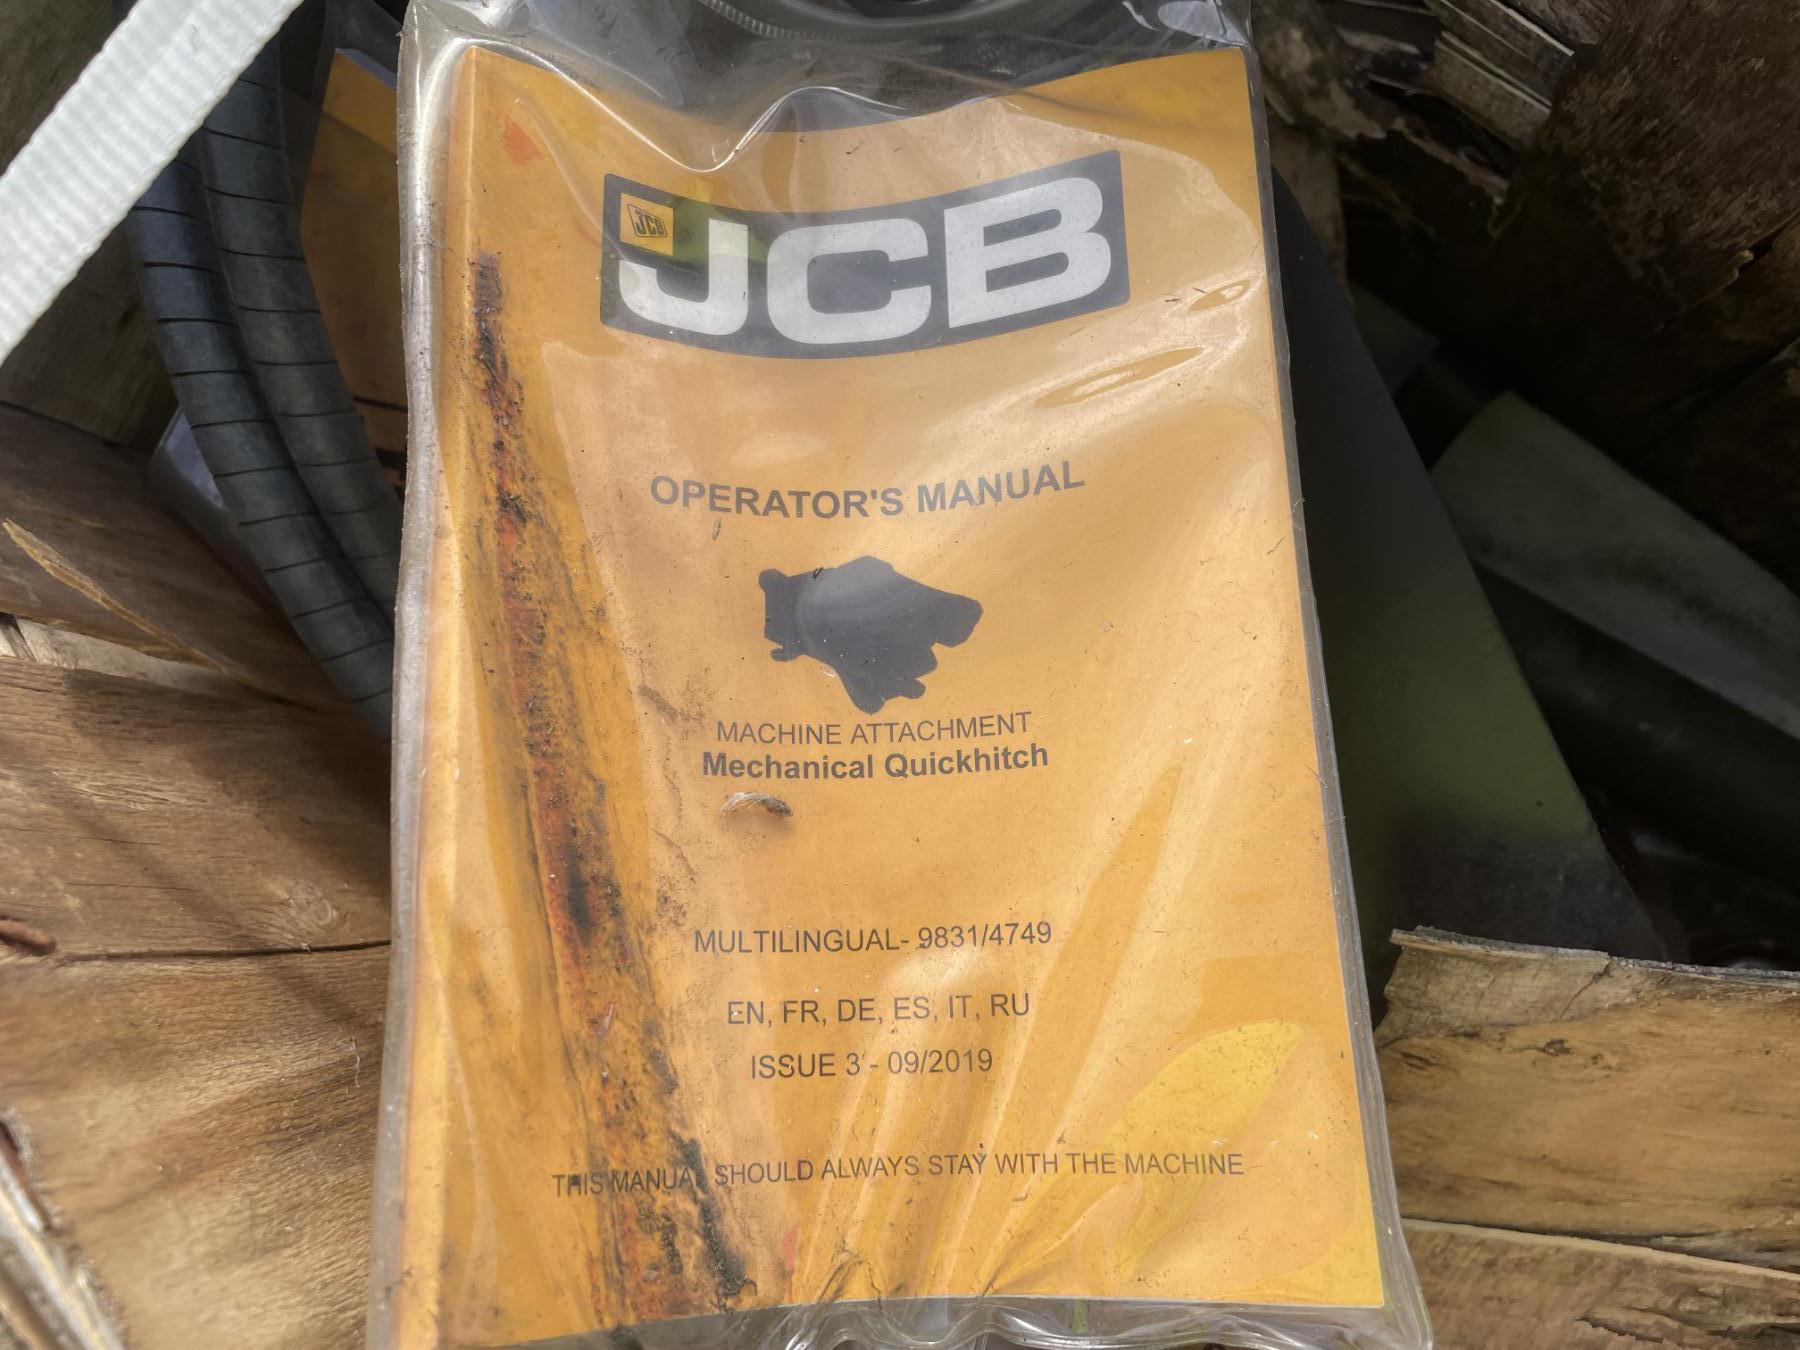 JCB
JCB
OPERATOR'S MANUAL
MACHINE ATTACHMENT
Mechanical Quickhitch
MULTILINGUAL- 9831/4749
EN, FR, DE, ES, IT, RU
ISSUE 3 - 09/2019
THIS MANUAL SHOULD ALWAYS STAY WITH THE MACHINE